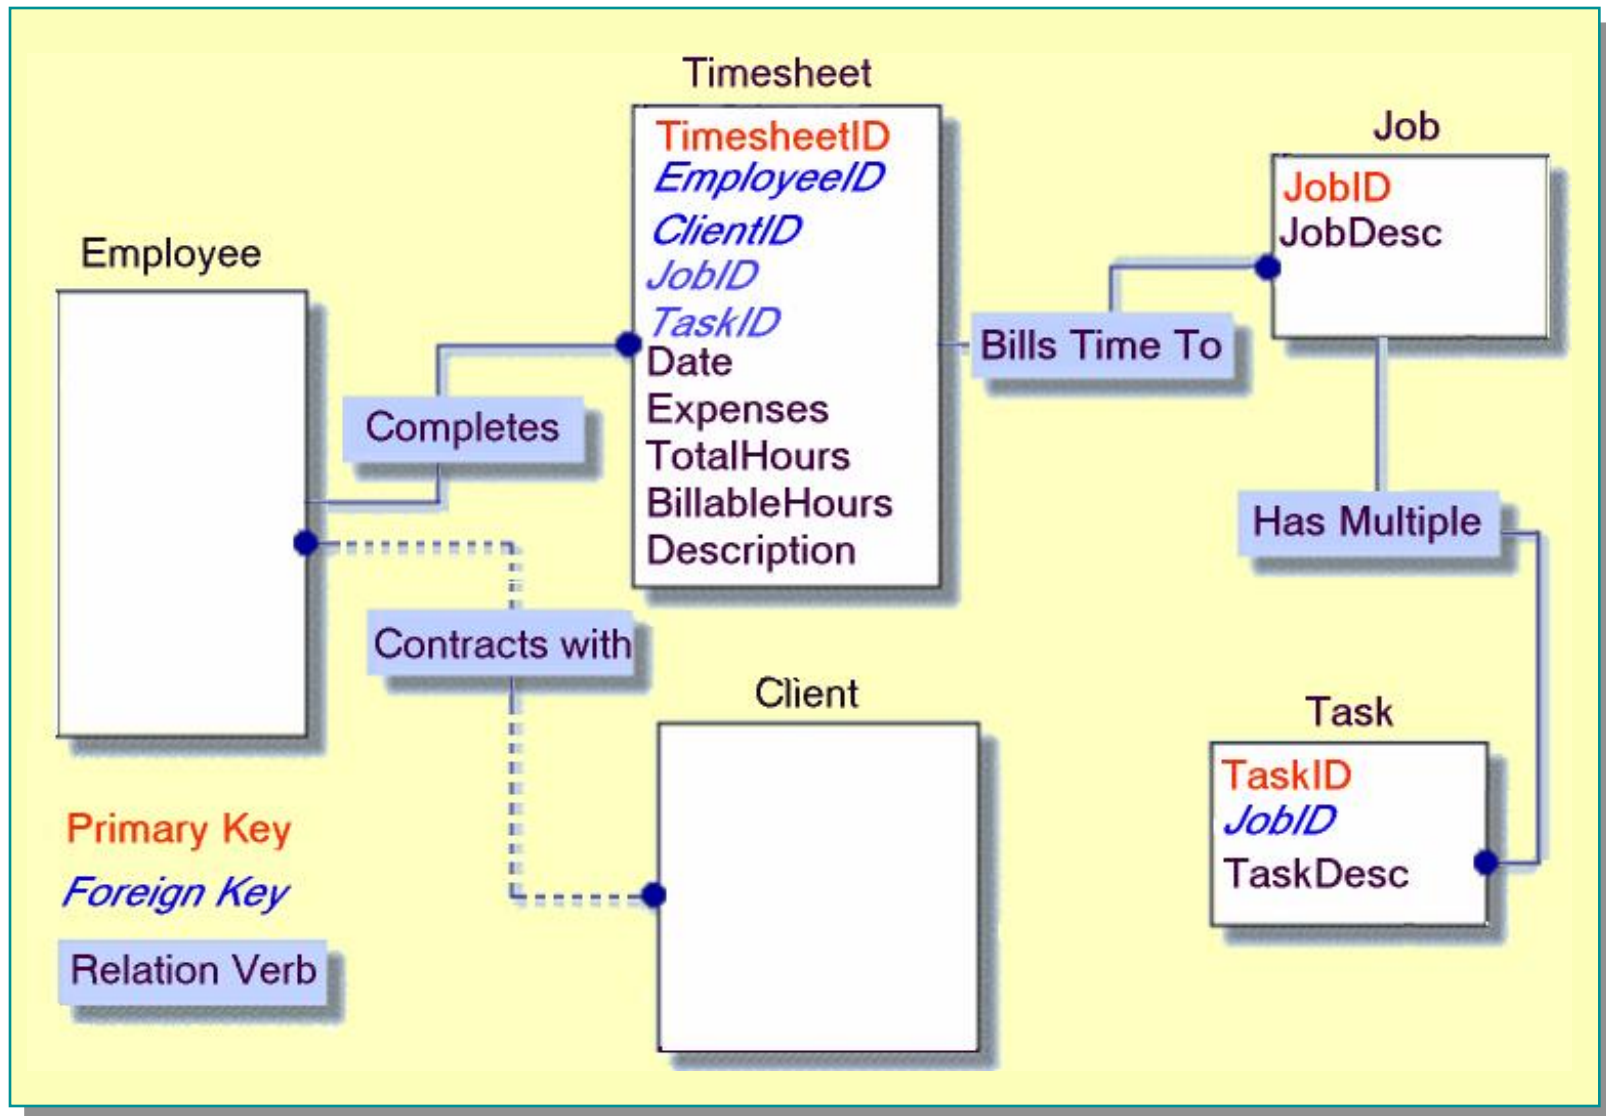 Timesheet
TimesheetID
EmployeeID
ClientID
JobID
TaskID
Date
Expenses
TotalHours
BillableHours
Description
Job
JobID
JobDesc
Employee
Completes
Bills Time To
Has Multiple
Contracts with
Client
Task
TaskID
JobID
TaskDesc
Primary Key
Foreign Key
Relation Verb